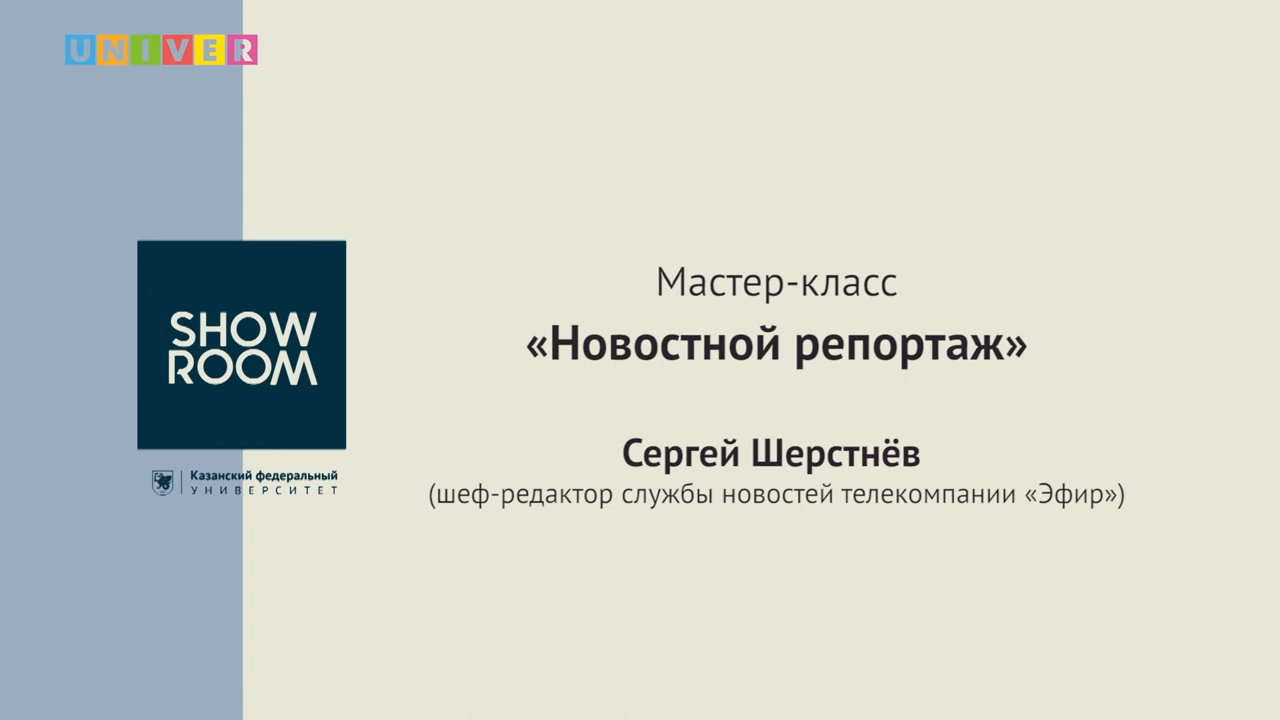 UNIVER
SHOW
ROOM
Казанский федеральный
УНИВЕРСИТЕТ
Мастер-класс
«Новостной репортаж»
Сергей Шерстнёв
(шеф-редактор службы новостей телекомпании «Эфир»)